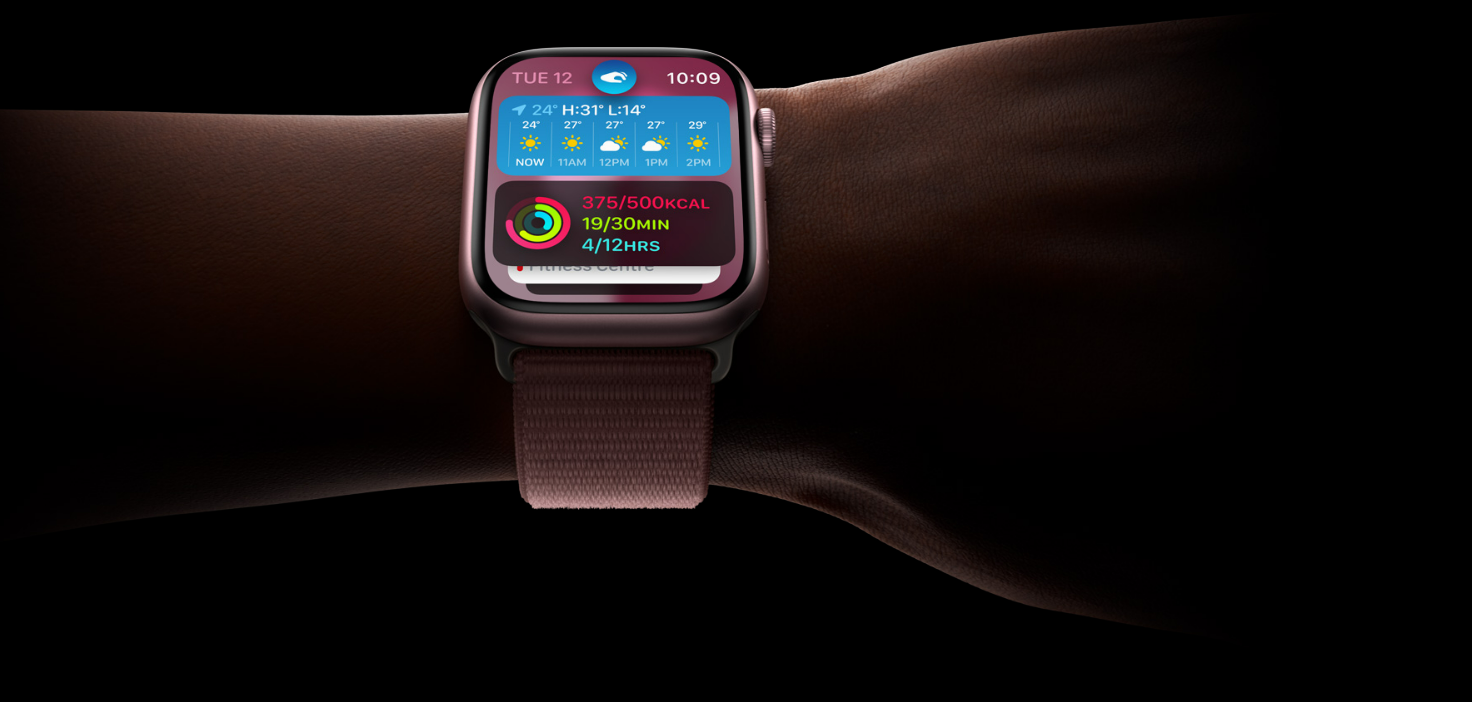 TUE 12 10:09
24° H:31° L:14°
24° 27° 27° 27° 29°
NOW 11AM 12PM 1PM 2PM
375/500KCAL
19/30MIN
4/12HRS
Fitness Centre